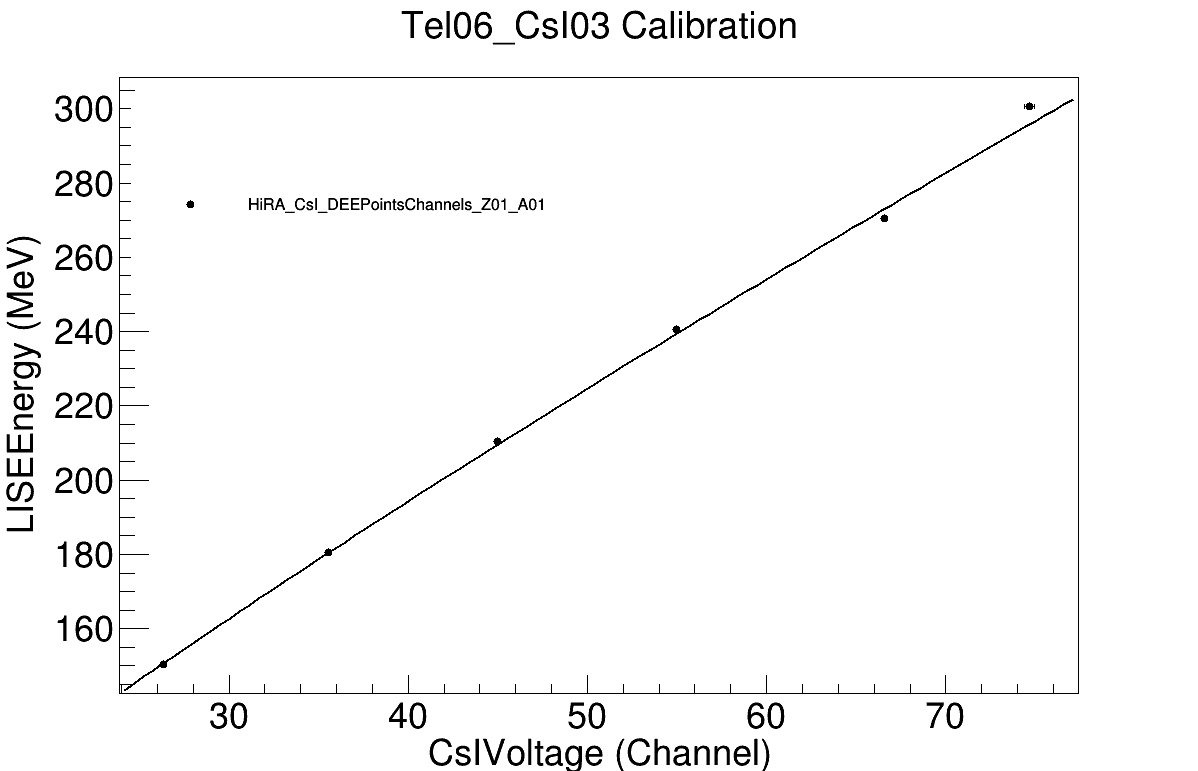 Tel06_CsI03 Calibration
300
280
260
240
220
200
180
160
HiRA_CsI_DEEPointsChannels_Z01_A01
LISEEnergy (MeV)
30 40 50 60 70
CsIVoltage (Channel)